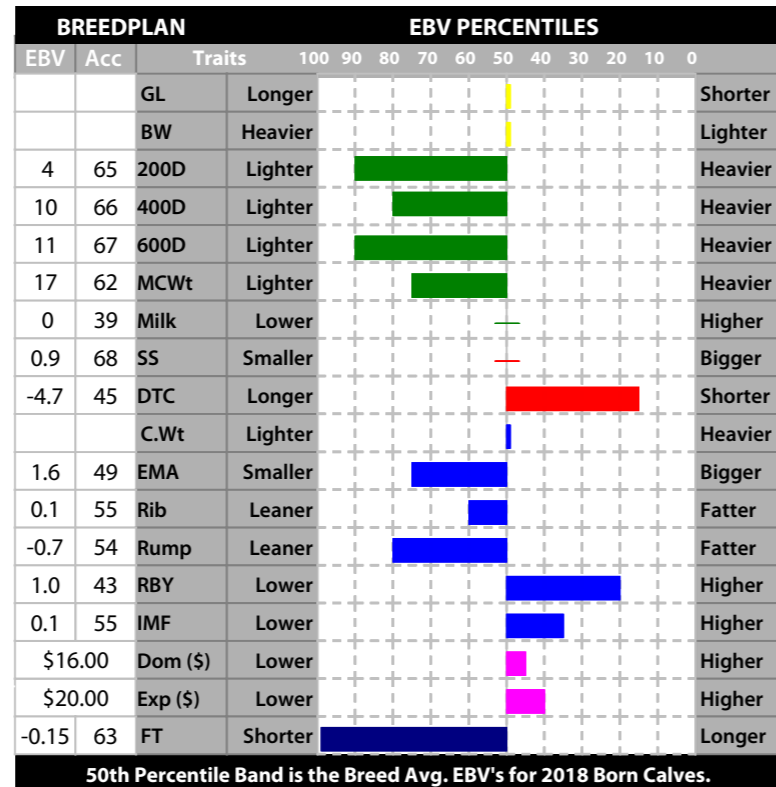 BREEDPLAN EBV PERCENTILES
EBV Acc Traits 100 90 80 70 60 50 40 30 20 10 0
GL Longer Shorter
BW Heavier Lighter
4 65 200D Lighter Heavier
10 66 400D Lighter Heavier
11 67 600D Lighter Heavier
17 62 MCWt Lighter Heavier
0 39 Milk Lower Higher
0.9 68 SS Smaller Bigger
-4.7 45 DTC Longer Shorter
C.Wt Lighter Heavier
1.6 49 EMA Smaller Bigger
0.1 55 Rib Leaner Fatter
-0.7 54 Rump Leaner Fatter
1.0 43 RBY Lower Higher
0.1 55 IMF Lower Higher
$16.00 Dom ($) Lower Higher
$20.00 Exp ($) Lower Higher
-0.15 63 FT Shorter Longer
50th Percentile Band is the Breed Avg. EBV's for 2018 Born Calves.